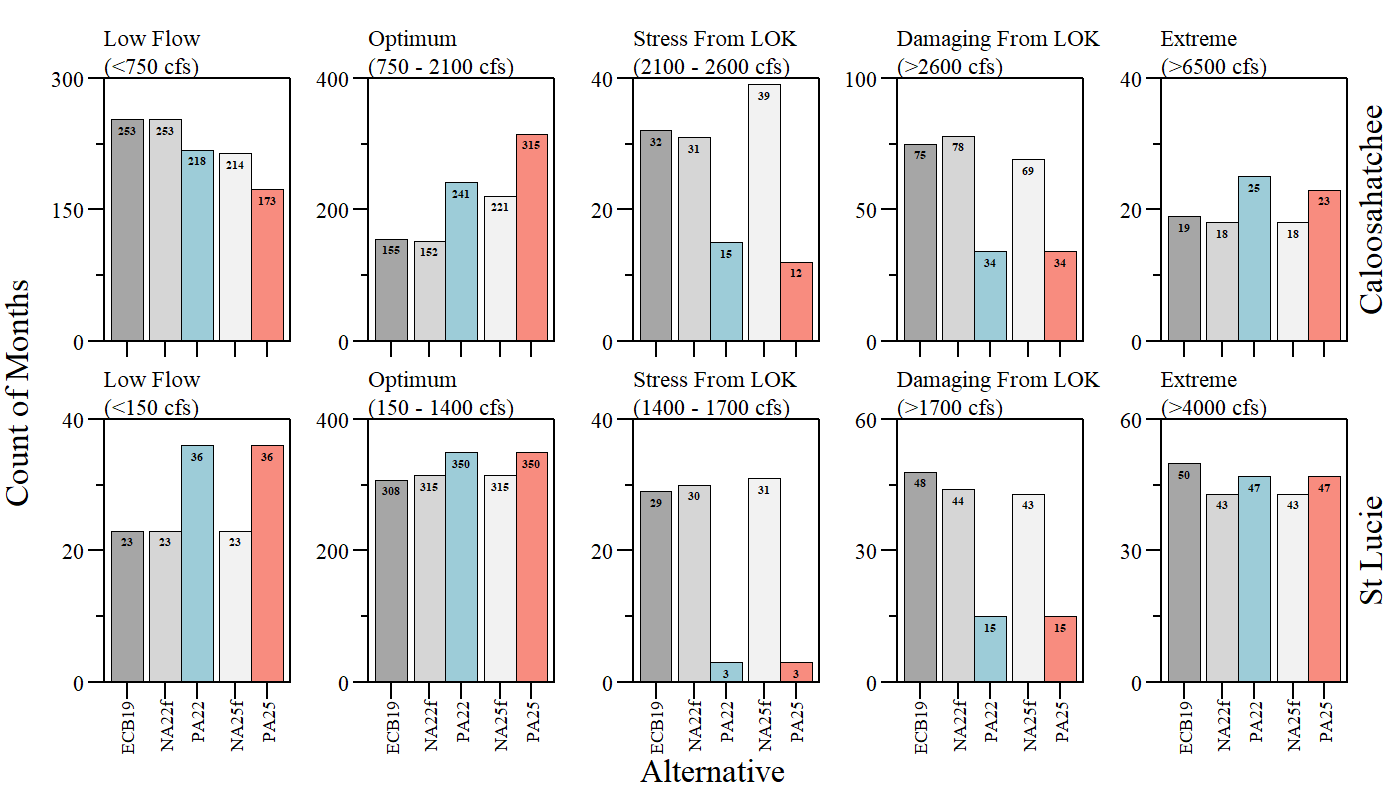 Low Flow
(<750 cfs)
Optimum
(750 - 2100 cfs)
Stress From LOK
(2100 - 2600 cfs)
Damaging From LOK
(>2600 cfs)
Extreme
(>6500 cfs)
300
150
0
253
253
218
214
173
400
200
0
155
152
241
221
315
40
20
0
32
31
15
39
12
100
50
0
75
78
34
69
34
40
20
0
19
18
25
18
23
Caloosahatchee
Count of Months
Low Flow
(<150 cfs)
Optimum
(150 - 1400 cfs)
Stress From LOK
(1400 - 1700 cfs)
Damaging From LOK
(>1700 cfs)
Extreme
(>4000 cfs)
40
20
0
23
23
36
23
36
400
200
0
308
315
350
315
350
40
20
0
29
30
3
31
3
60
30
0
48
44
15
43
15
60
30
0
50
43
47
43
47
St Lucie
ECB19
NA22f
PA22
NA25f
PA25
ECB19
NA22f
PA22
NA25f
PA25
ECB19
NA22f
PA22
NA25f
PA25
ECB19
NA22f
PA22
NA25f
PA25
ECB19
NA22f
PA22
NA25f
PA25
Alternative